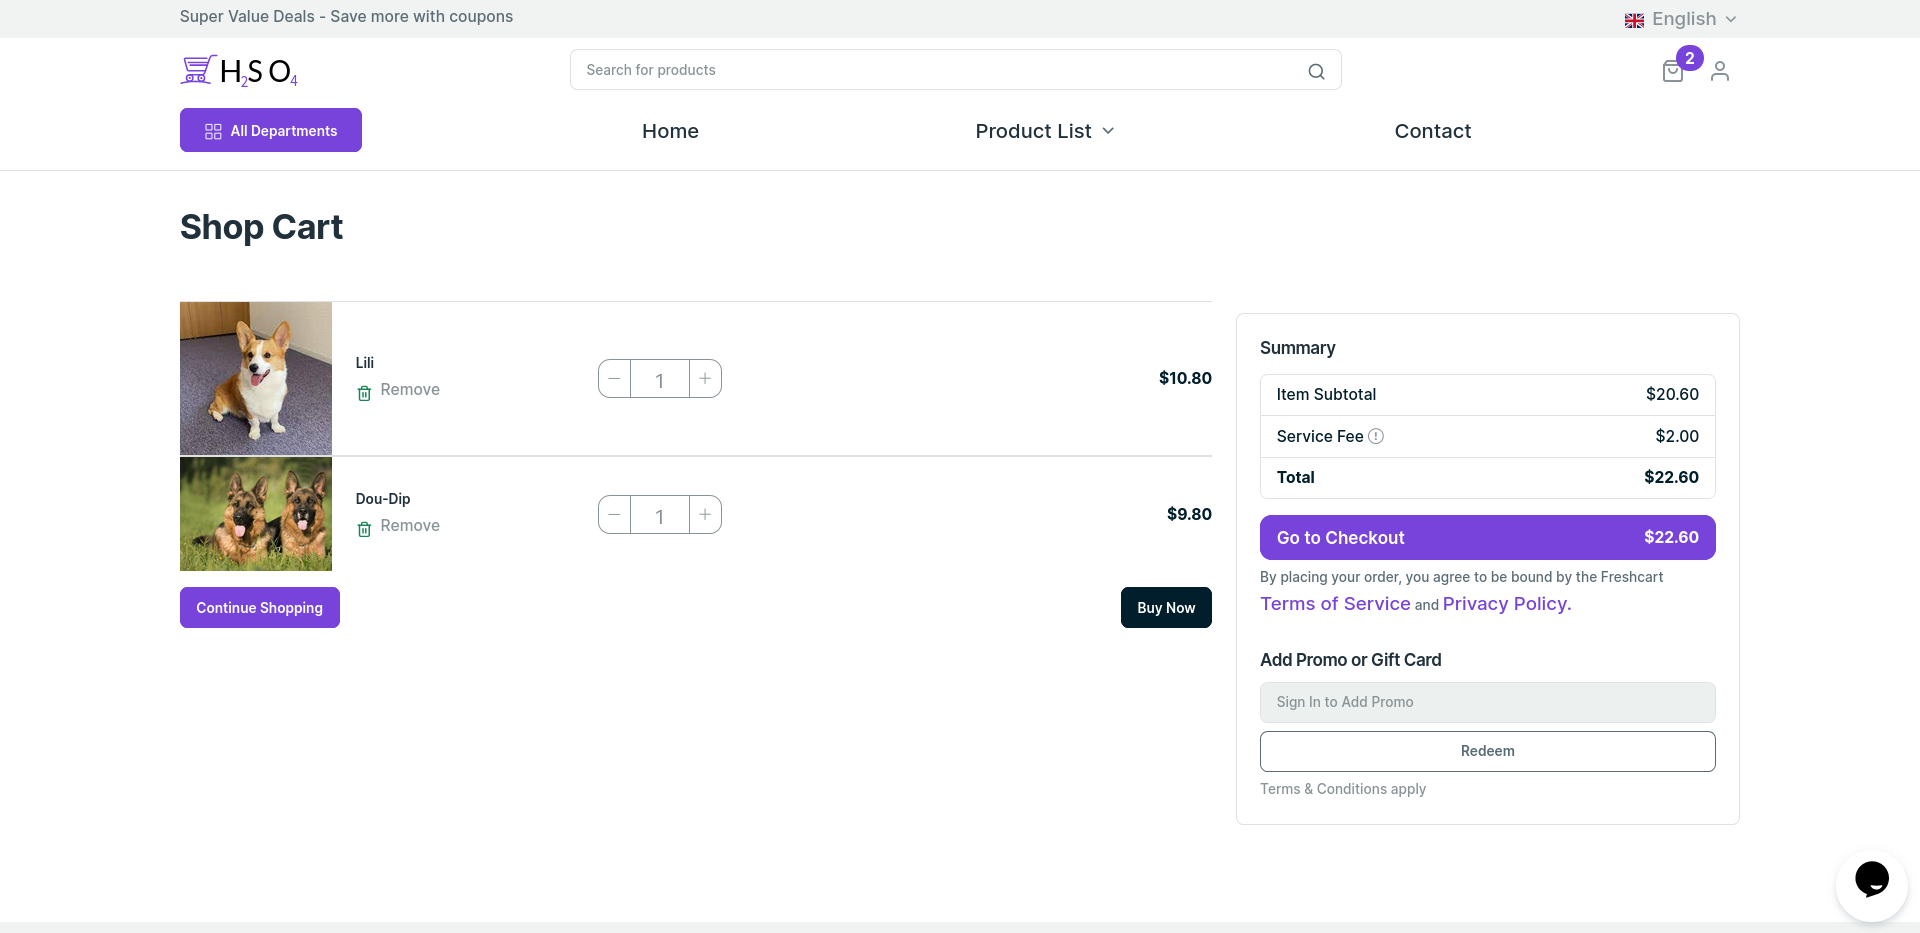 Super Value Deals - Save more with coupons
English
H2SO4
Search for products
2
All Departments
Home
Product List
Contact
Shop Cart
Lili
Remove
1
$10.80
Dou-Dip
Remove
1
$9.80
Continue Shopping
Buy Now
Summary
Item Subtotal $20.60
Service Fee $2.00
Total $22.60
Go to Checkout $22.60
By placing your order, you agree to be bound by the Freshcart
Terms of Service and Privacy Policy.
Add Promo or Gift Card
Sign In to Add Promo
Redeem
Terms & Conditions apply